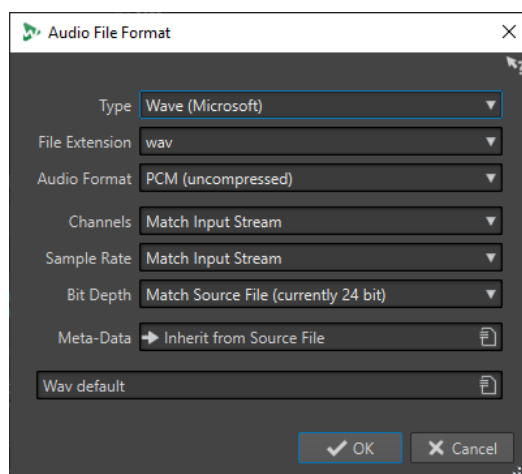 Audio File Format
Type Wave (Microsoft)
File Extension wav
Audio Format PCM (uncompressed)
Channels Match Input Stream
Sample Rate Match Input Stream
Bit Depth Match Source File (currently 24 bit)
Meta-Data Inherit from Source File
Wav default
OK Cancel